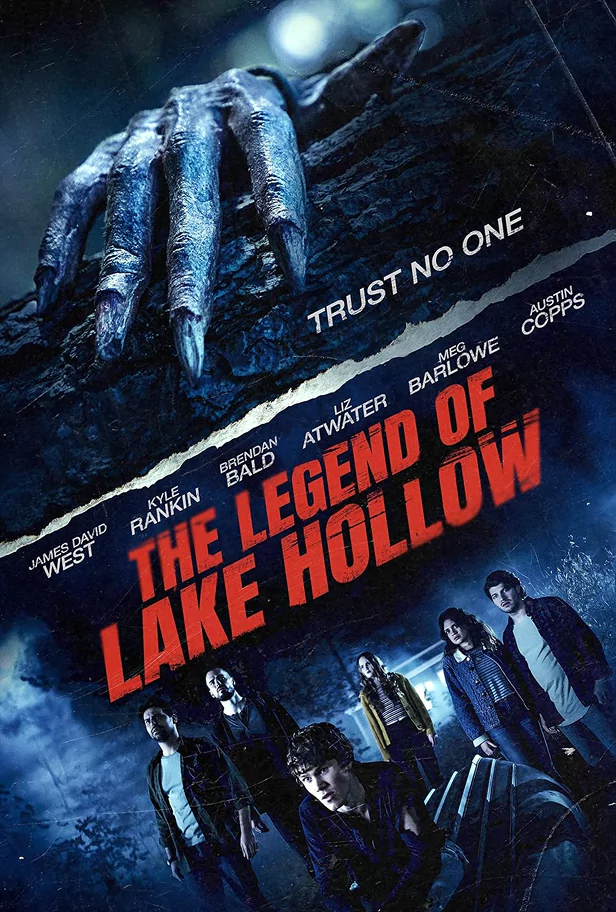 TRUST NO ONE
JAMES DAVID
WEST
KYLE
RANKIN
BRENDAN
BALD
LIZ
ATWATER
MEG
BARLOWE
AUSTIN
COPPS
THE LEGEND OF
LAKE HOLLOW